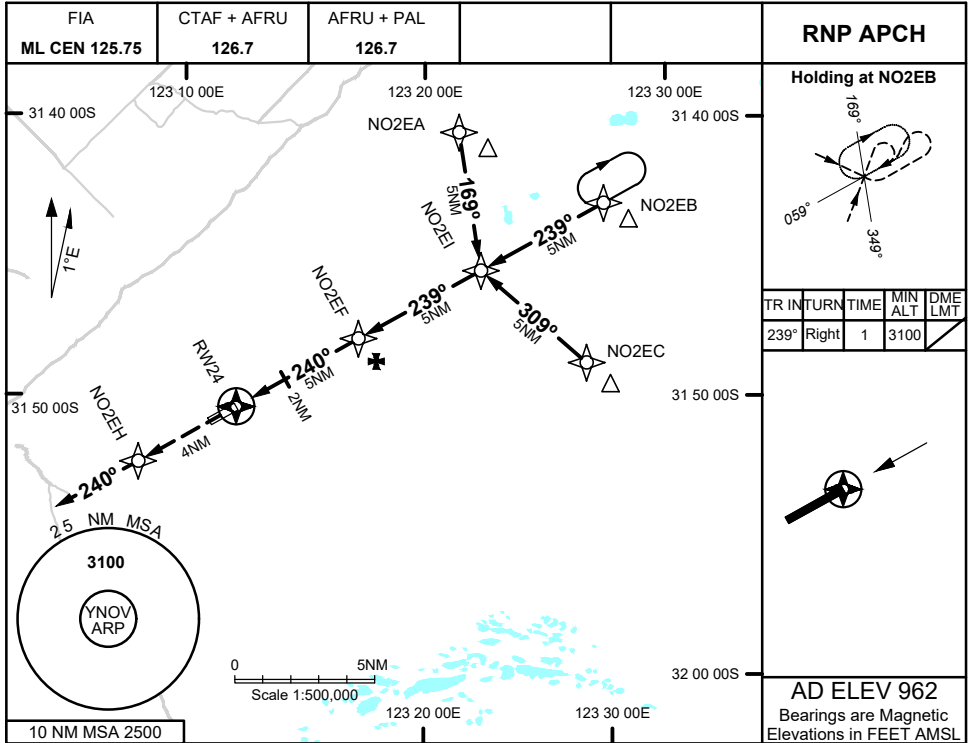 FIA
ML CEN 125.75
CTAF + AFRU
126.7
AFRU + PAL
126.7
RNP APCH
123 10 00E
123 20 00E
123 30 00E
31 40 00S
31 40 00S
NO2EA
169°
5NM
NO2EI
NO2EB
239°
5NM
1°E
NO2EF
239°
5NM
309°
5NM
NO2EC
RW24
240°
5NM
2NM
31 50 00S
31 50 00S
NO2EH
4NM
240°
25 NM MSA
3100
YNOV
ARP
0 5NM
Scale 1:500,000
32 00 00S
123 20 00E
123 30 00E
10 NM MSA 2500
Holding at NO2EB
169°
059°
349°
TR IN TURN TIME MIN ALT DME LMT
239° Right 1 3100
AD ELEV 962
Bearings are Magnetic
Elevations in FEET AMSL